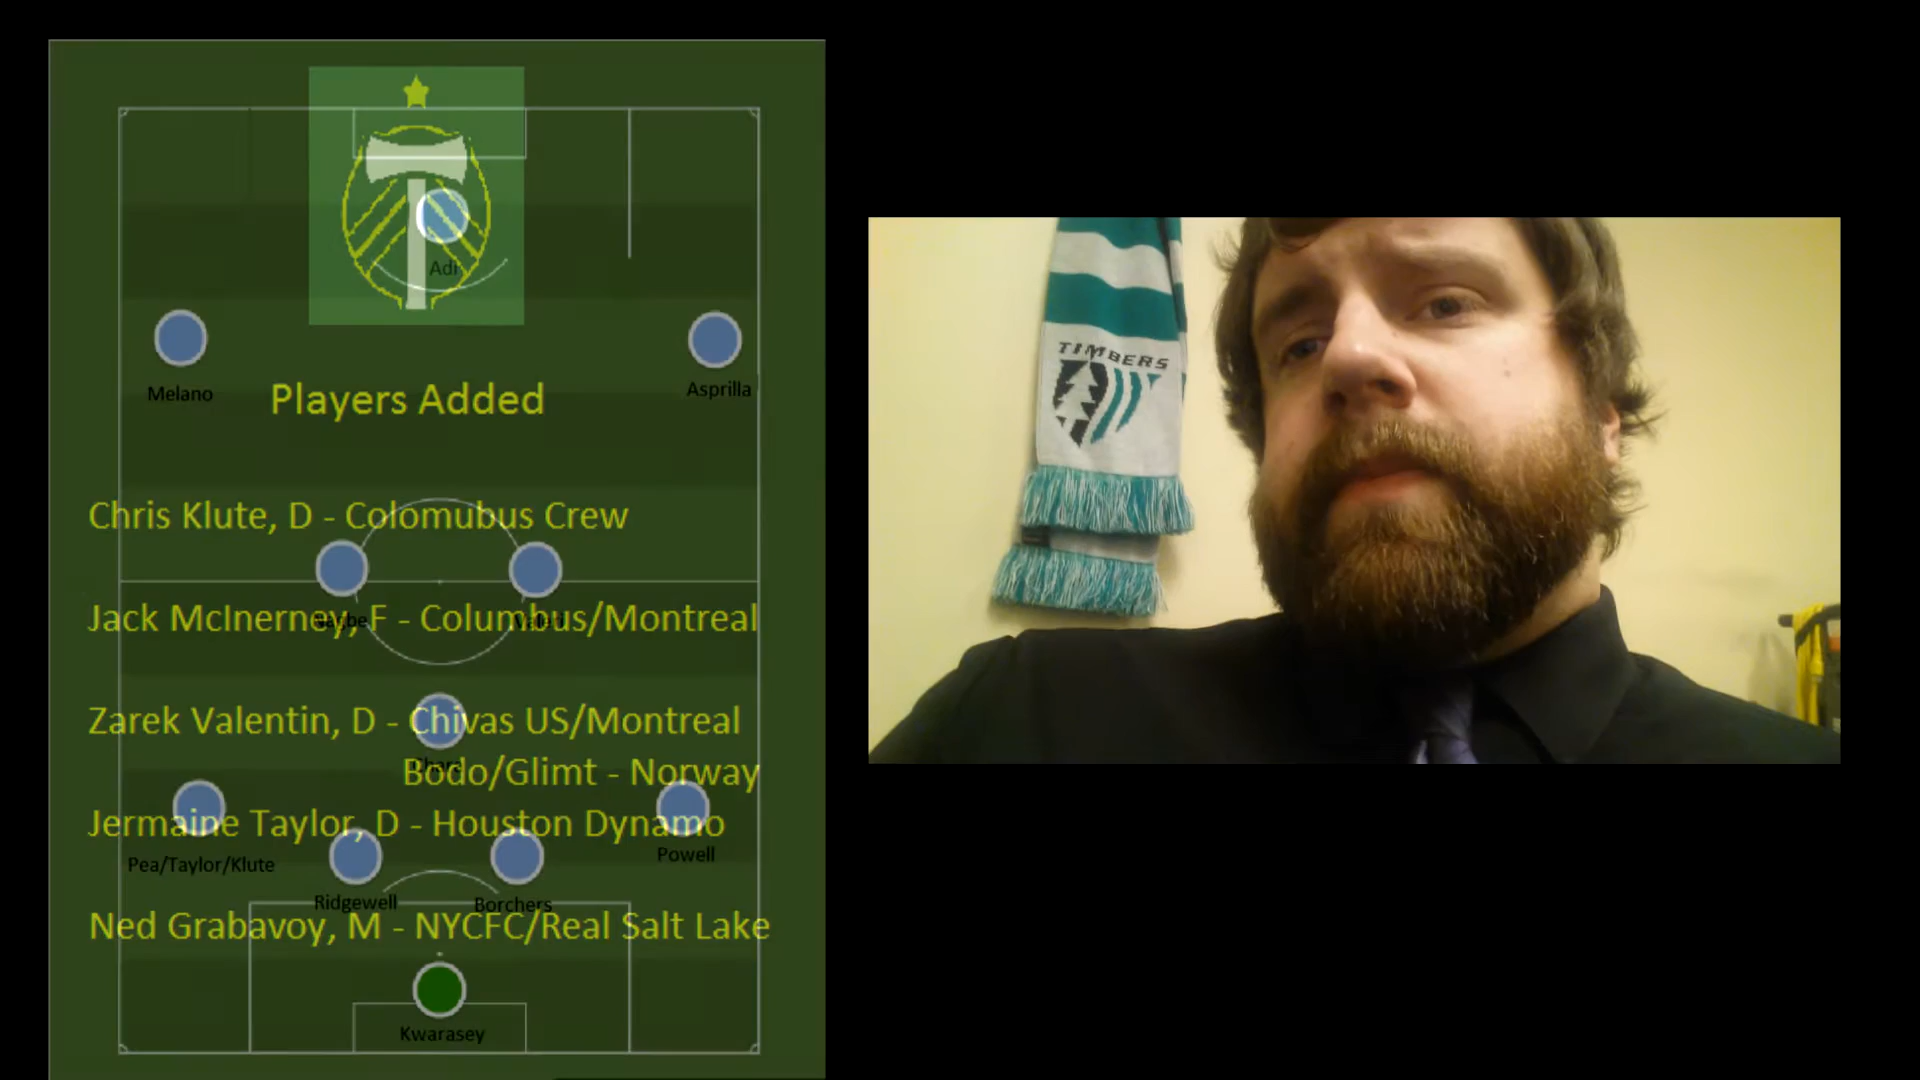 Adi
Melano
Asprilla
Players Added
Chris Klute, D - Colomubus Crew
Jack McInerney, F - Columbus/Montreal
Zarek Valentin, D - Chivas US/Montreal
Bodo/Glimt - Norway
Jermaine Taylor, D - Houston Dynamo
Pea/Taylor/Klute
Powell
Ridgewell
Borchers
Ned Grabavoy, M - NYCFC/Real Salt Lake
Kwarasey
TIMBERS